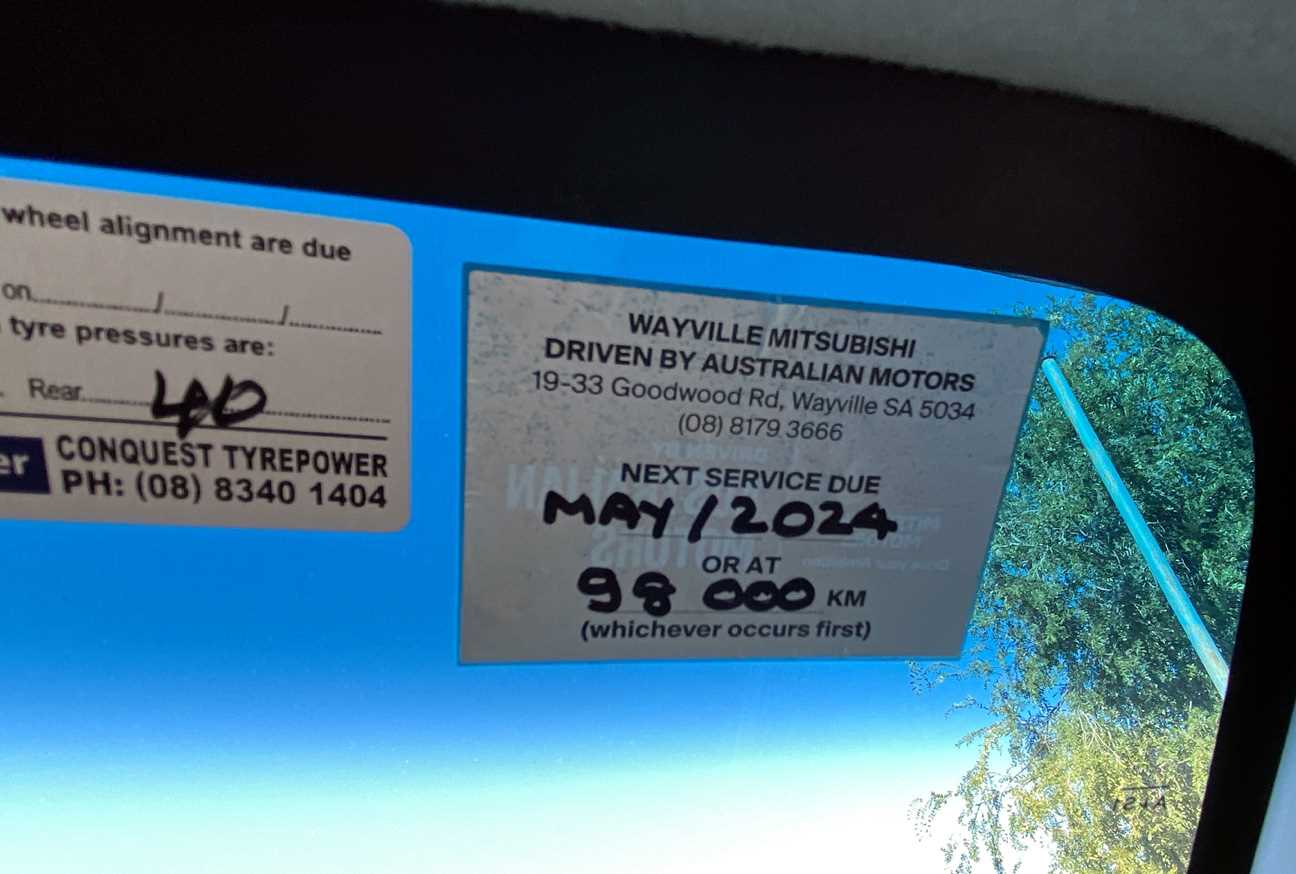 wheel alignment are due
on............/............/............
tyre pressures are:
Rear 40
er
CONQUEST TYREPOWER
PH: (08) 8340 1404
WAYVILLE MITSUBISHI
DRIVEN BY AUSTRALIAN MOTORS
19-33 Goodwood Rd, Wayville SA 5034
(08) 8179 3666
NEXT SERVICE DUE
MAY/2024
OR AT
98 000 KM
(whichever occurs first)